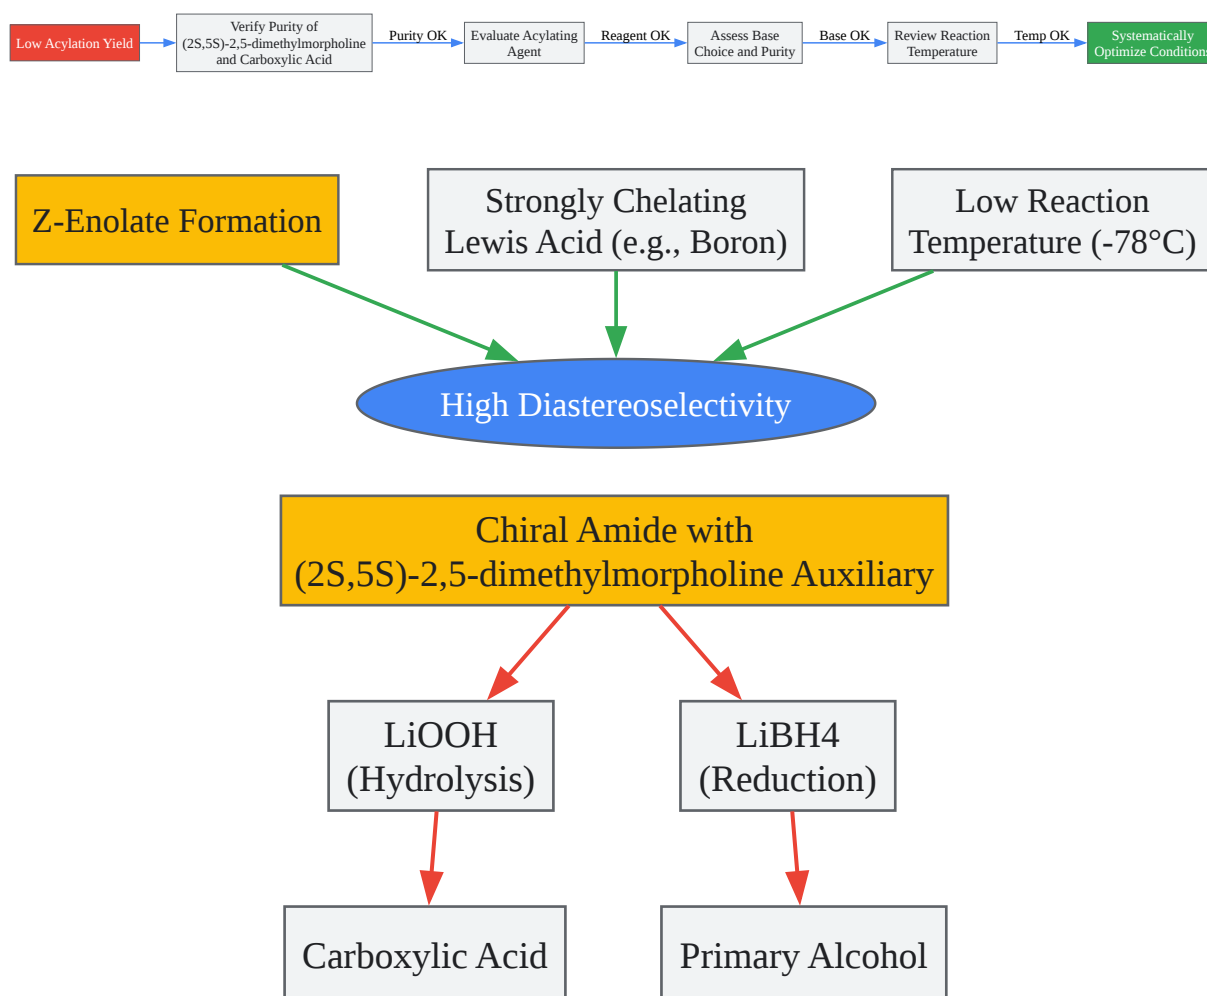 Low Acylation Yield
Verify Purity of
(2S,5S)-2,5-dimethylmorpholine
and Carboxylic Acid
Purity OK
Evaluate Acylating
Agent
Reagent OK
Assess Base
Choice and Purity
Base OK
Review Reaction
Temperature
Temp OK
Systematically
Optimize Conditions
Z-Enolate Formation
Strongly Chelating
Lewis Acid (e.g., Boron)
Low Reaction
Temperature (-78°C)
High Diastereoselectivity
Chiral Amide with
(2S,5S)-2,5-dimethylmorpholine Auxiliary
LiOOH
(Hydrolysis)
LiBH4
(Reduction)
Carboxylic Acid
Primary Alcohol